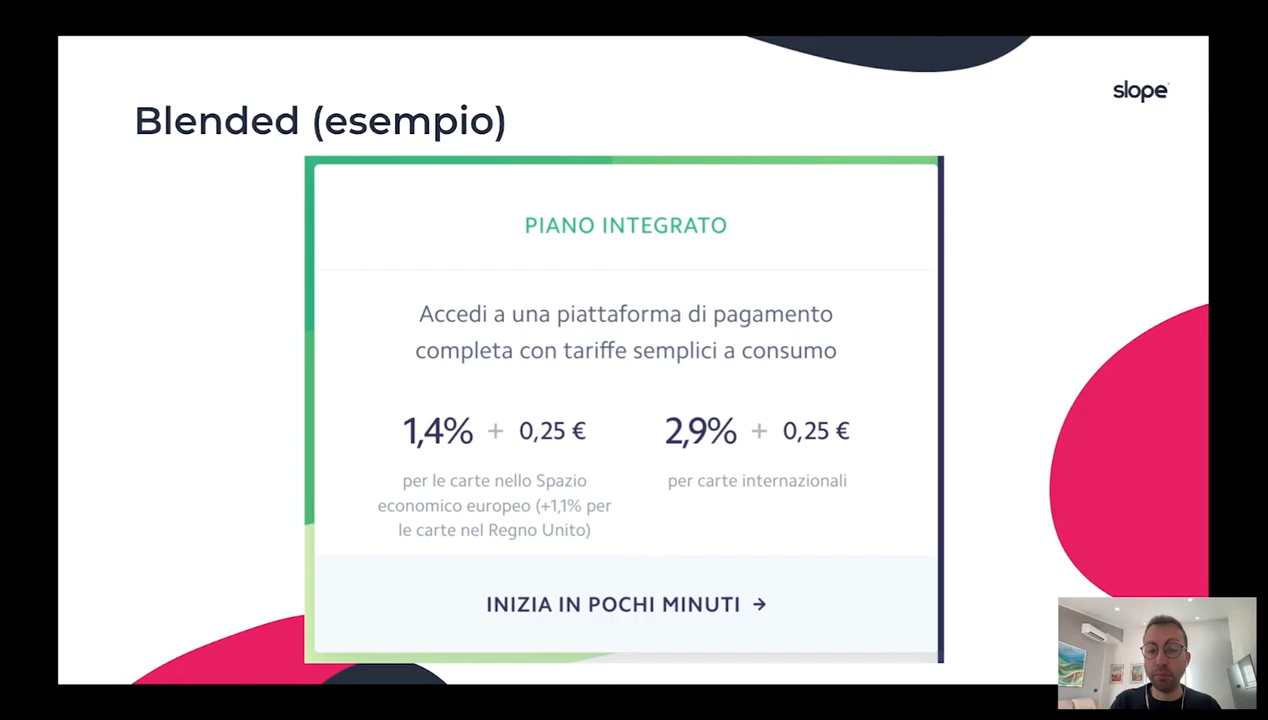 slope
Blended (esempio)
PIANO INTEGRATO
Accedi a una piattaforma di pagamento
completa con tariffe semplici a consumo
1,4% + 0,25 € 2,9% + 0,25 €
per le carte nello Spazio
economico europeo (+1,1% per
le carte nel Regno Unito)
per carte internazionali
INIZIA IN POCHI MINUTI →